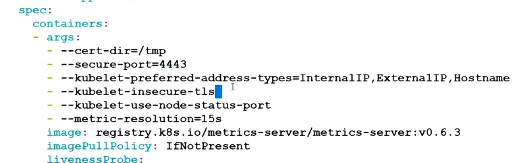 spec:
containers:
- args:
- --cert-dir=/tmp
- --secure-port=4443
- --kubelet-preferred-address-types=InternalIP,ExternalIP,Hostname
- --kubelet-insecure-tls
- --kubelet-use-node-status-port
- --metric-resolution=15s
image: registry.k8s.io/metrics-server/metrics-server:v0.6.3
imagePullPolicy: IfNotPresent
livenessProbe: